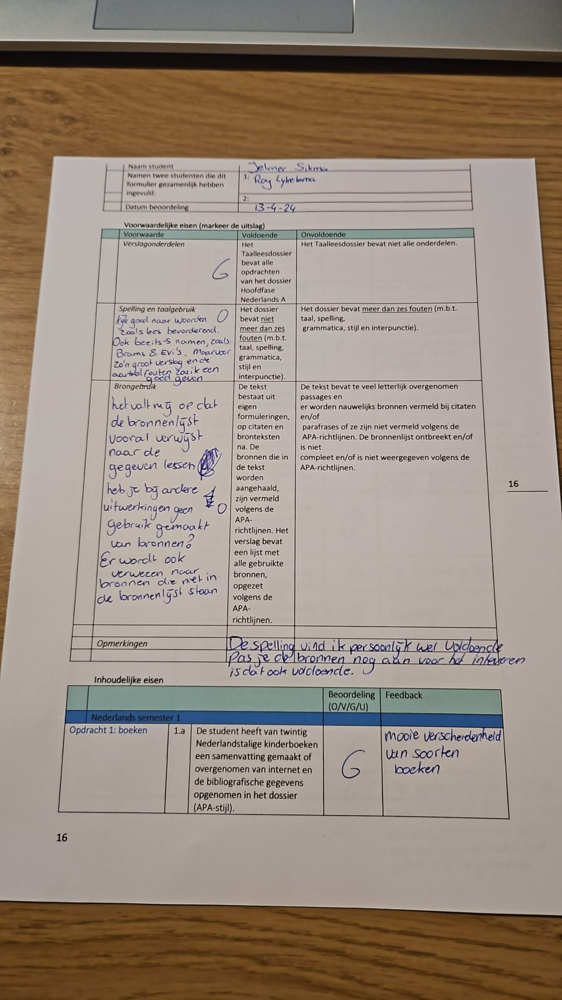 Naam student
Jelmer Sikma
Namen twee studenten die dit
formulier gezamenlijk hebben
ingevuld:
1: Roy Lykelema
2:
Datum beoordeling
13-4-24
Voorwaardelijke eisen (markeer de uitslag)
Voorwaarde
Voldoende
Onvoldoende
Verslagonderdelen
G
Het
Taalleesdossier
bevat alle
opdrachten
van het dossier
Hoofdfase
Nederlands A
Het Taalleesdossier bevat niet alle onderdelen.
Spelling en taalgebruik
O
kijk goed naar woorden
zoals lees bevorderend.
Ook bezits-s namen, zoals:
Brams & Evi's. Maar voor
zo'n groot verslag en de
aantal fouten zou ik een
goed geven
Het dossier
bevat niet
meer dan zes
fouten (m.b.t.
taal, spelling,
grammatica,
stijl en
interpunctie).
Het dossier bevat meer dan zes fouten (m.b.t.
taal, spelling,
grammatica, stijl en interpunctie).
Brongebruik
het valt mij op dat
de bronnenlijst
vooral verwijst
naar de
gegeven lessen
heb je bij andere
uitwerkingen geen
O
gebruik gemaakt
van bronnen?
Er wordt ook
verwezen naar
bronnen die niet in
de bronnenlijst staan
De tekst
bestaat uit
eigen
formuleringen,
op citaten en
bronteksten
na. De
bronnen die in
de tekst
worden
aangehaald,
zijn vermeld
volgens de
APA-
richtlijnen. Het
verslag bevat
een lijst met
alle gebruikte
bronnen,
opgezet
volgens de
APA-
richtlijnen.
De tekst bevat te veel letterlijk overgenomen
passages en
er worden nauwelijks bronnen vermeld bij citaten
en/of
parafrases of ze zijn niet vermeld volgens de
APA-richtlijnen. De bronnenlijst ontbreekt en/of
is niet
compleet en/of is niet weergegeven volgens de
APA-richtlijnen.
16
Opmerkingen
De spelling vind ik persoonlijk wel voldoende
Pas je de bronnen nog aan voor het inleveren
is dat ook voldoende.
Inhoudelijke eisen
Beoordeling
(O/V/G/U)
Feedback
Nederlands semester 1
Opdracht 1: boeken
1.a
De student heeft van twintig
Nederlandstalige kinderboeken
een samenvatting gemaakt of
overgenomen van internet en
de bibliografische gegevens
opgenomen in het dossier
(APA-stijl).
G
mooie verscheidenheid
van soorten
boeken
16